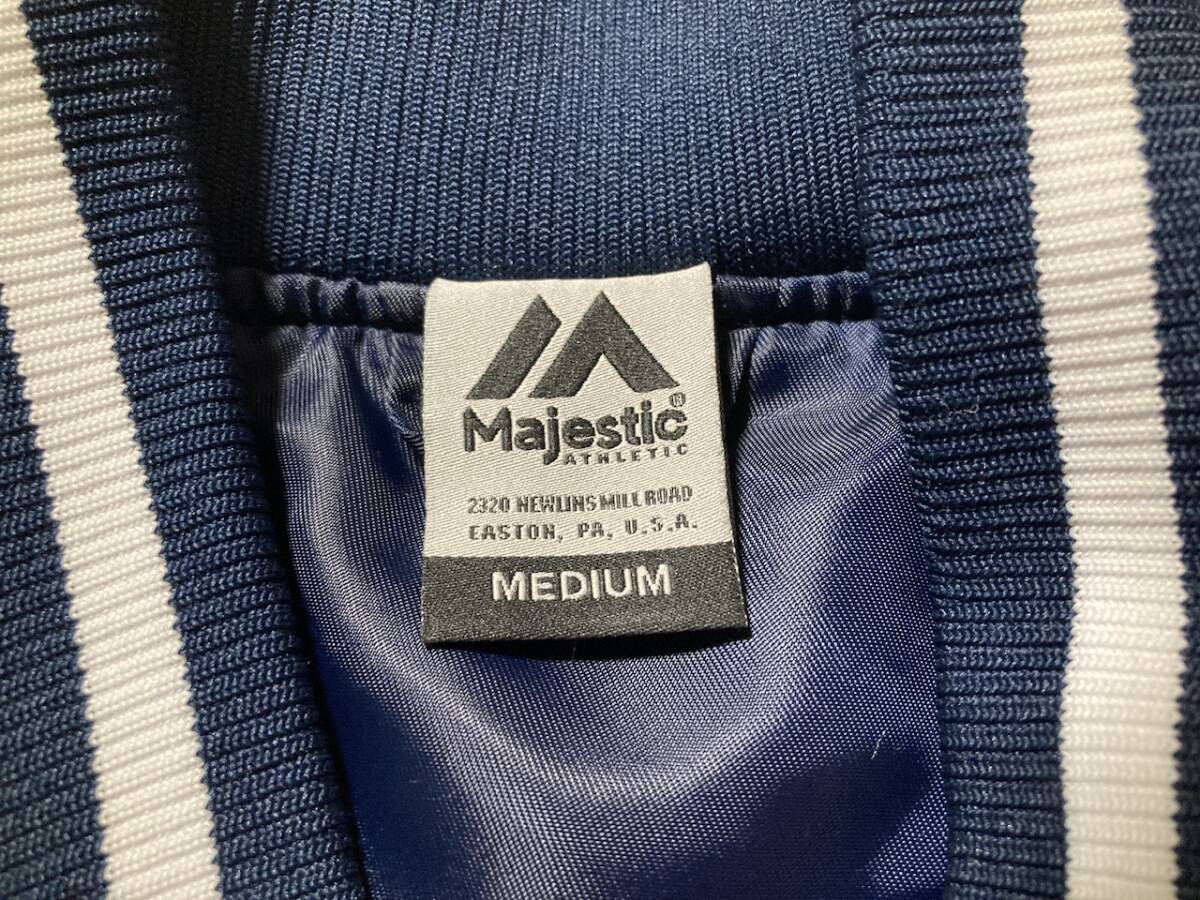 Majestic®
ATHLETIC
2320 NEWLINS MILL ROAD
EASTON, PA, U.S.A.
MEDIUM